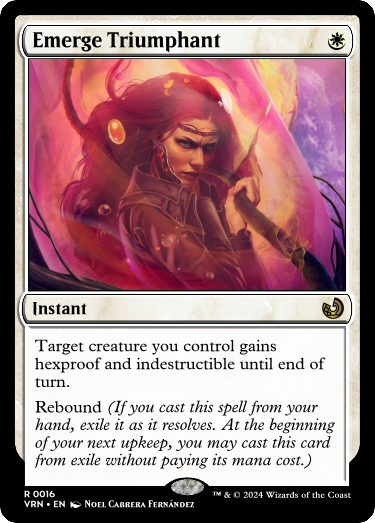 Emerge Triumphant
Instant
Target creature you control gains
hexproof and indestructible until end of
turn.
Rebound (If you cast this spell from your
hand, exile it as it resolves. At the beginning
of your next upkeep, you may cast this card
from exile without paying its mana cost.)
R 0016
VRN • EN Noel Cabrera Fernández
™ & © 2024 Wizards of the Coast